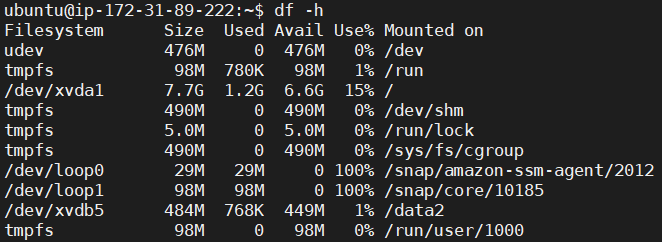 ubuntu@ip-172-31-89-222:~$ df -h
Filesystem      Size  Used Avail Use% Mounted on
udev            476M     0  476M   0% /dev
tmpfs            98M  780K   98M   1% /run
/dev/xvda1      7.7G  1.2G  6.6G  15% /
tmpfs           490M     0  490M   0% /dev/shm
tmpfs           5.0M     0  5.0M   0% /run/lock
tmpfs           490M     0  490M   0% /sys/fs/cgroup
/dev/loop0       29M   29M     0 100% /snap/amazon-ssm-agent/2012
/dev/loop1       98M   98M     0 100% /snap/core/10185
/dev/xvdb5      484M  768K  449M   1% /data2
tmpfs            98M     0   98M   0% /run/user/1000